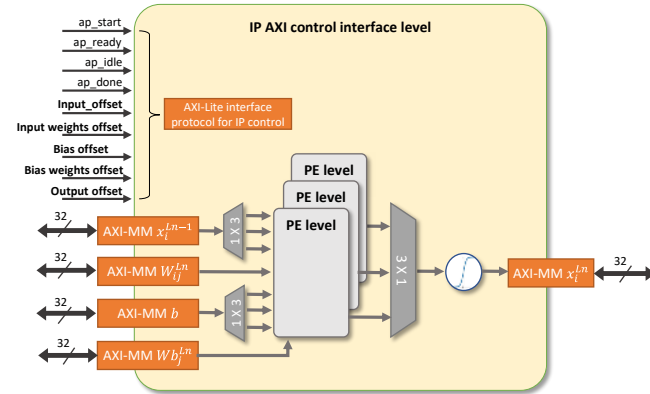 IP AXI control interface level
ap_start
ap_ready
ap_idle
ap_done
Input_offset
Input weights offset
Bias offset
Bias weights offset
Output offset
AXI-Lite interface
protocol for IP control
PE level
PE level
PE level
32
AXI-MM $x_i^{Ln-1}$
1 X 3
32
AXI-MM $W_{ij}^{Ln}$
32
AXI-MM $b$
1 X 3
32
AXI-MM $Wb_j^{Ln}$
3 X 1
AXI-MM $x_i^{Ln}$
32